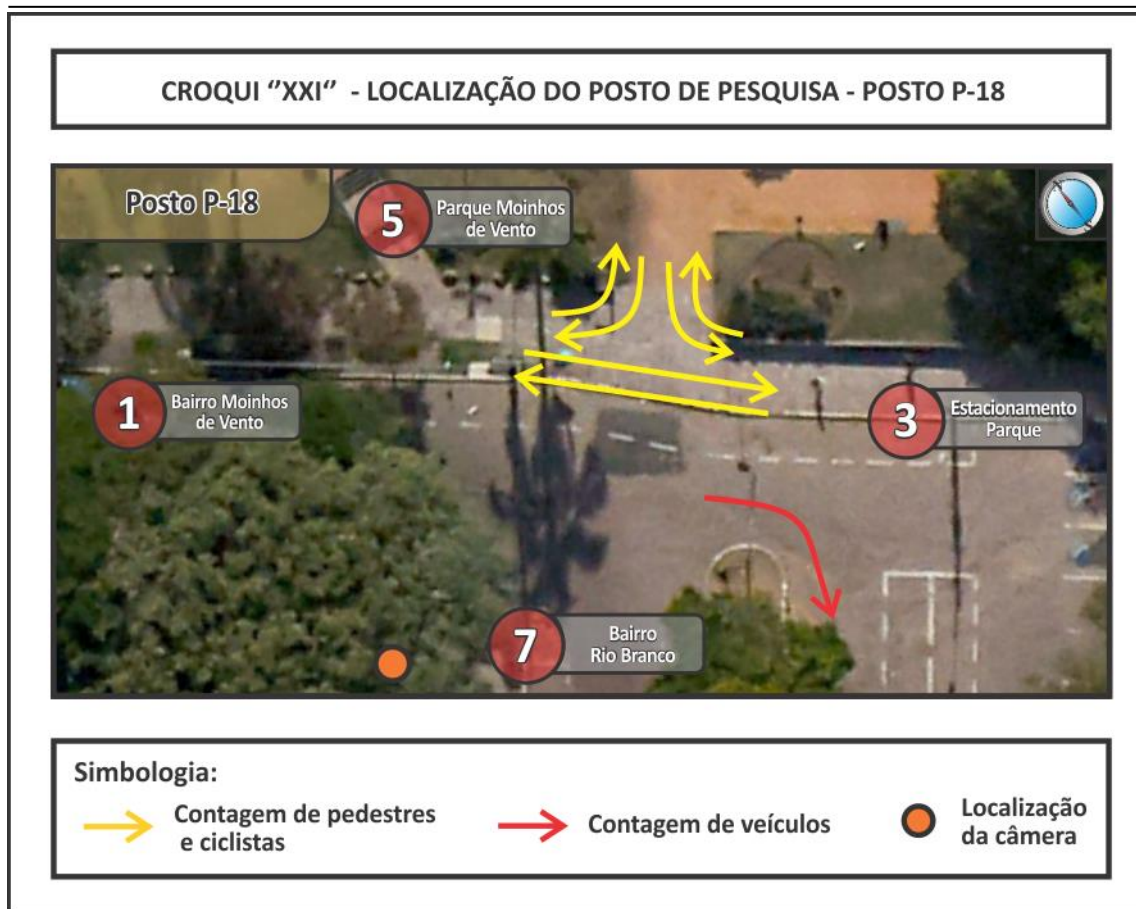 CROQUI ‘’XXI‘’ - LOCALIZAÇÃO DO POSTO DE PESQUISA - POSTO P-18
Posto P-18
5
Parque Moinhos
de Vento
1
Bairro Moinhos
de Vento
3
Estacionamento
Parque
7
Bairro
Rio Branco
Simbologia:
Contagem de pedestres
e ciclistas
Contagem de veículos
Localização
da câmera